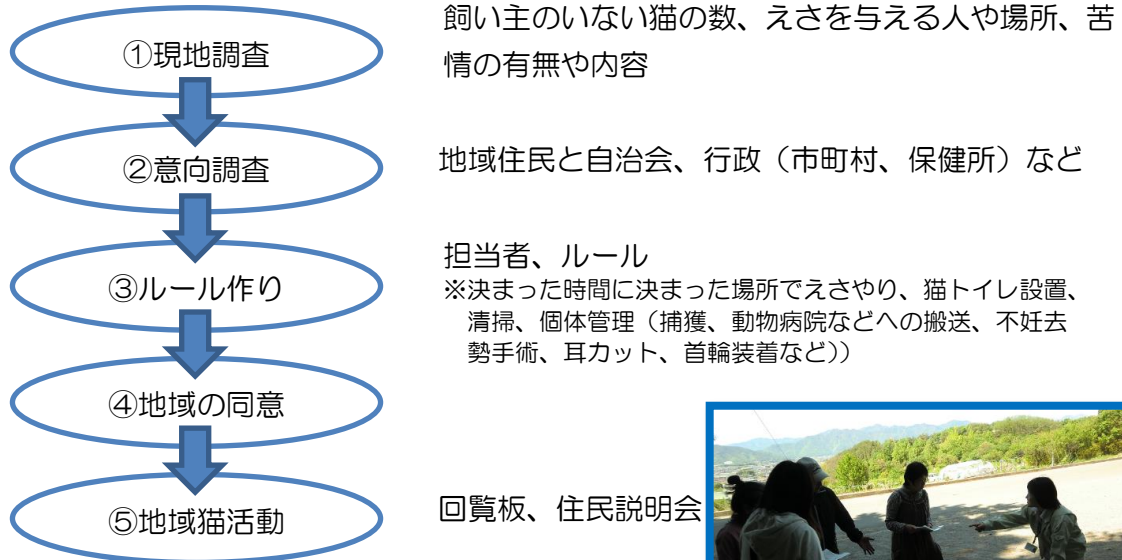 ①現地調査
飼い主のいない猫の数、えさを与える人や場所、苦
情の有無や内容
②意向調査
地域住民と自治会、行政（市町村、保健所）など
③ルール作り
担当者、ルール
※決まった時間に決まった場所でえさやり、猫トイレ設置、
清掃、個体管理（捕獲、動物病院などへの搬送、不妊去
勢手術、耳カット、首輪装着など））
④地域の同意
⑤地域猫活動
回覧板、住民説明会